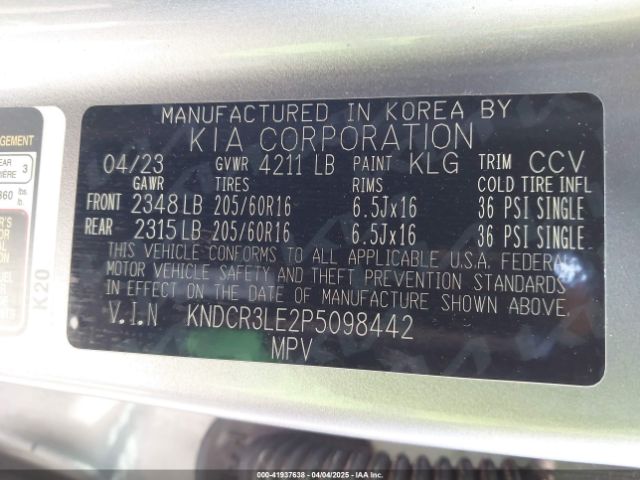 MANUFACTURED IN KOREA BY
KIA CORPORATION
04/23 GVWR 4211 LB PAINT KLG TRIM CCV
GAWR TIRES RIMS COLD TIRE INFL
FRONT 2348 LB 205/60R16 6.5Jx16 36 PSI SINGLE
REAR 2315 LB 205/60R16 6.5Jx16 36 PSI SINGLE
THIS VEHICLE CONFORMS TO ALL APPLICABLE U.S.A. FEDERAL
MOTOR VEHICLE SAFETY AND THEFT PREVENTION STANDARDS
IN EFFECT ON THE DATE OF MANUFACTURE SHOWN ABOVE.
V.I.N KNDCR3LE2P5098442
MPV
K20
3
lbs
lb.
000-41937638 - 04/04/2025 - IAA Inc.